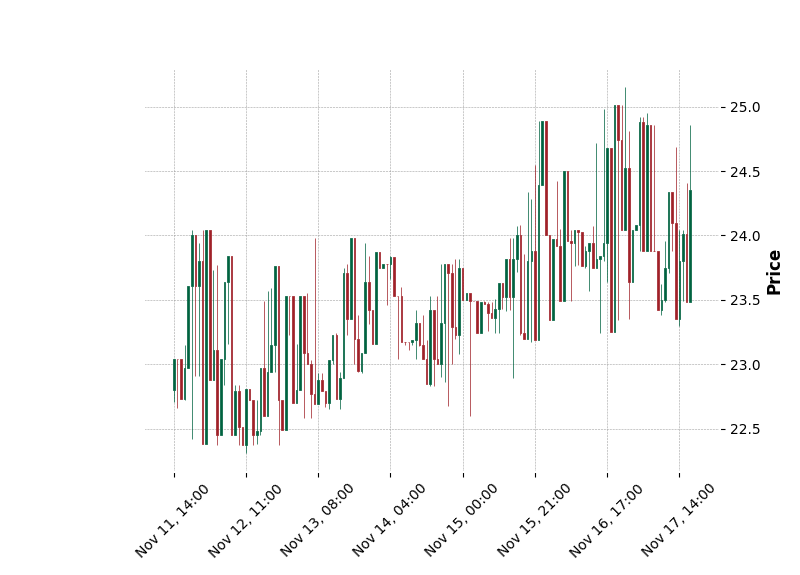 25.0
24.5
24.0
23.5
23.0
22.5
Price
Nov 11, 14:00
Nov 12, 11:00
Nov 13, 08:00
Nov 14, 04:00
Nov 15, 00:00
Nov 15, 21:00
Nov 16, 17:00
Nov 17, 14:00